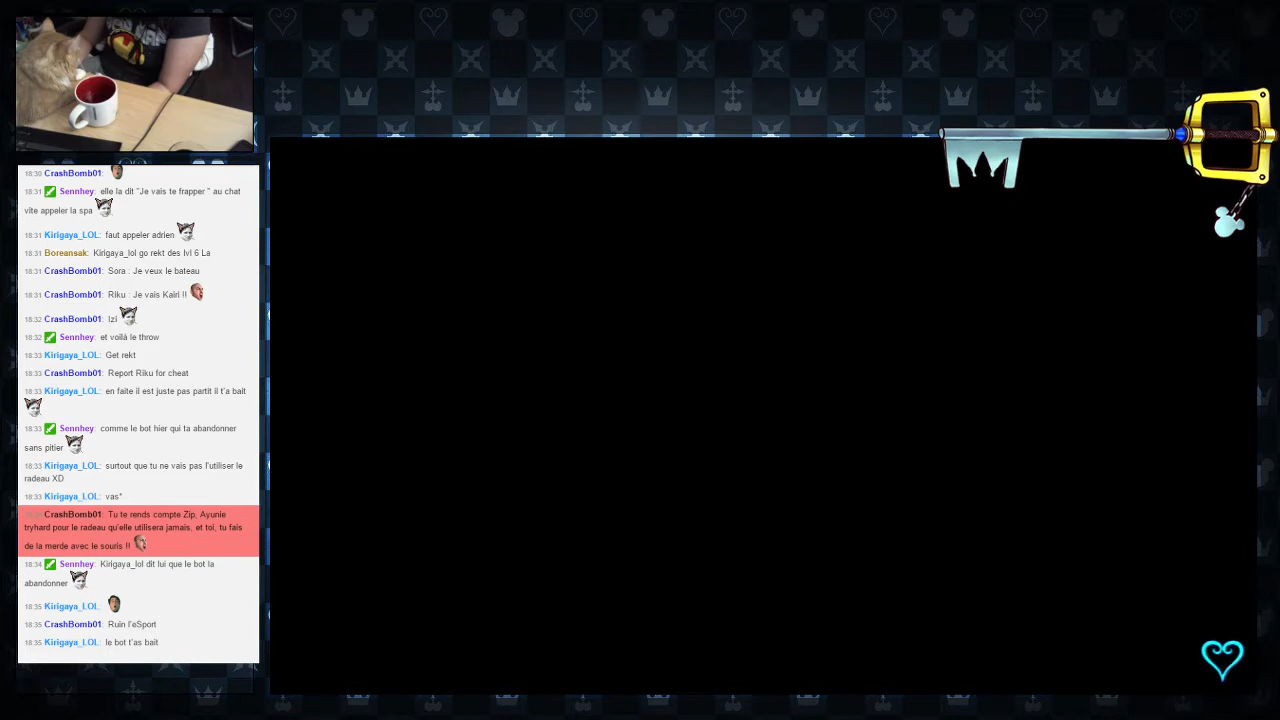 18:30 CrashBomb01:
18:31 Sennhey: elle la dit "Je vais te frapper " au chat
vite appeler la spa
18:31 Kirigaya_LOL: faut appeler adrien
18:31 Boreansak: Kirigaya_lol go rekt des lvl 6 La
18:31 CrashBomb01: Sora : Je veux le bateau
18:31 CrashBomb01: Riku : Je vais Kairi !!
18:32 CrashBomb01: Izi
18:32 Sennhey: et voilà le throw
18:33 Kirigaya_LOL: Get rekt
18:33 CrashBomb01: Report Riku for cheat
18:33 Kirigaya_LOL: en faite il est juste pas partit il t'a bait
18:33 Sennhey: comme le bot hier qui ta abandonner
sans pitier
18:33 Kirigaya_LOL: surtout que tu ne vais pas l'utiliser le
radeau XD
18:33 Kirigaya_LOL: vas*
CrashBomb01: Tu te rends compte Zip, Ayunie
tryhard pour le radeau qu'elle utilisera jamais, et toi, tu fais
de la merde avec le souris !!
18:34 Sennhey: Kirigaya_lol dit lui que le bot la
abandonner
18:35 Kirigaya_LOL:
18:35 CrashBomb01: Ruin l'eSport
18:35 Kirigaya_LOL: le bot t'as bait